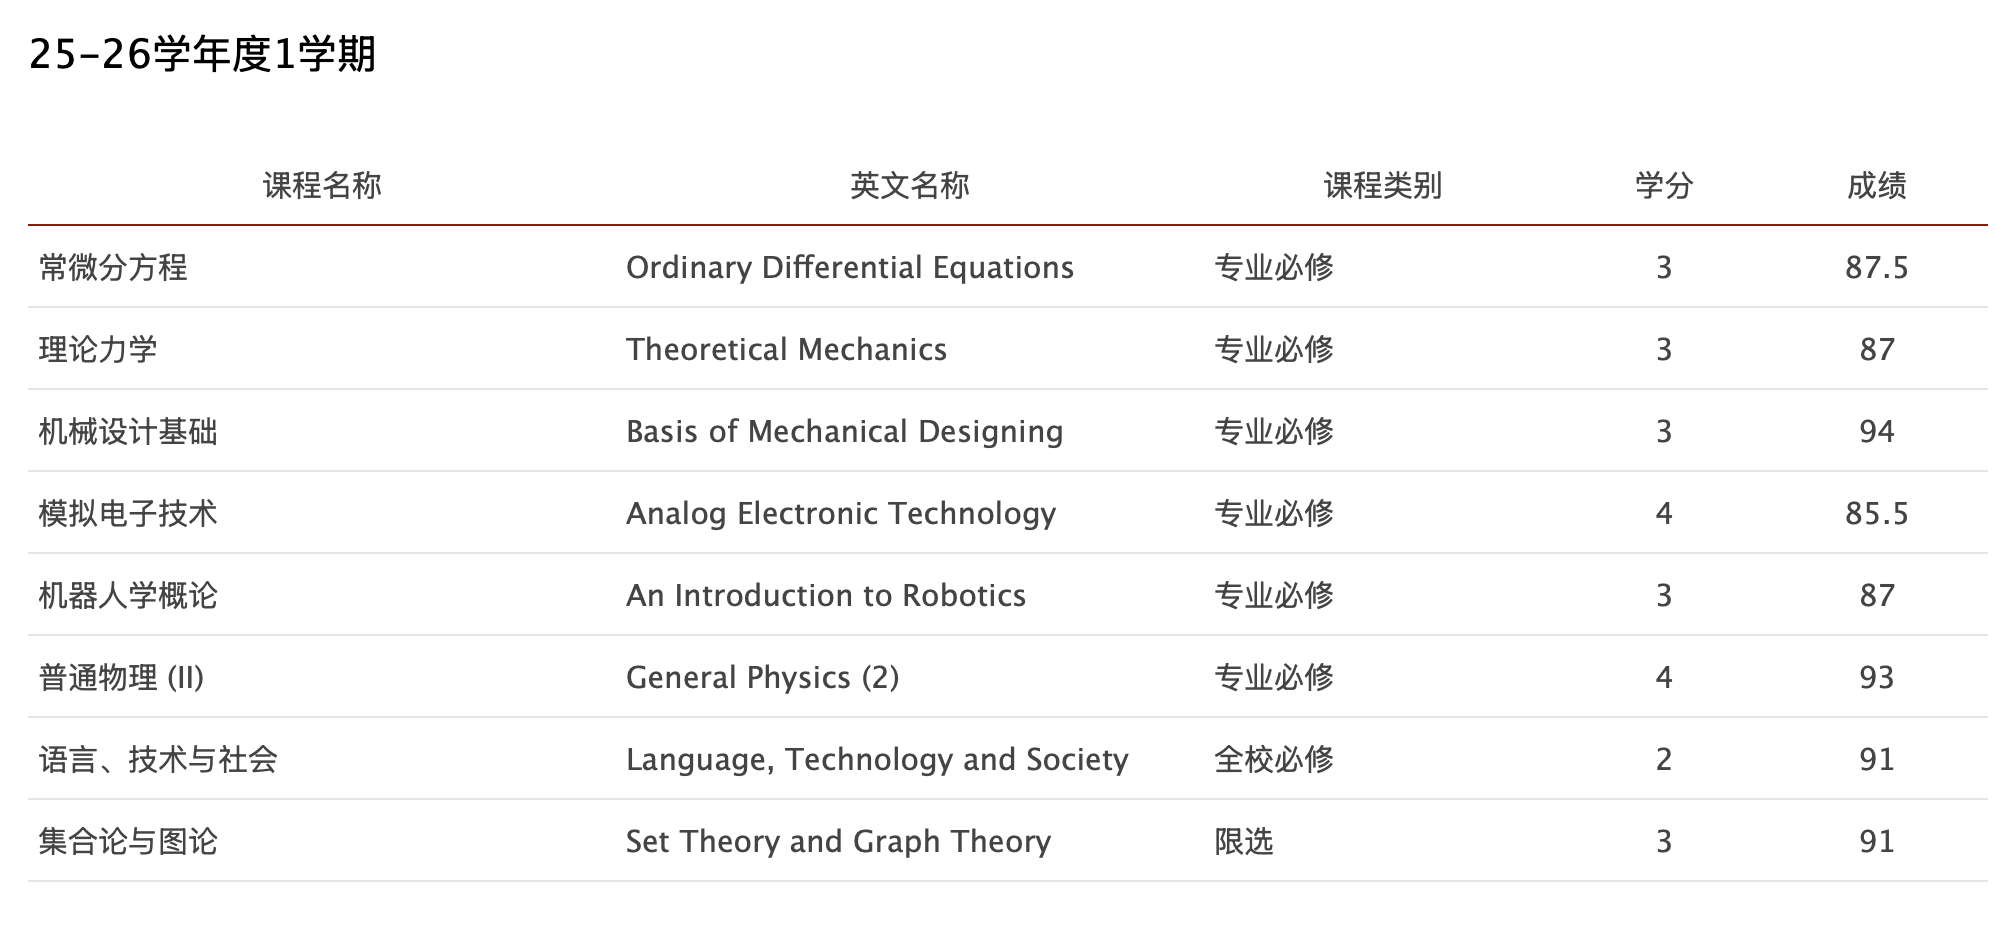 25-26学年度1学期
课程名称 英文名称 课程类别 学分 成绩
常微分方程 Ordinary Differential Equations 专业必修 3 87.5
理论力学 Theoretical Mechanics 专业必修 3 87
机械设计基础 Basis of Mechanical Designing 专业必修 3 94
模拟电子技术 Analog Electronic Technology 专业必修 4 85.5
机器人学概论 An Introduction to Robotics 专业必修 3 87
普通物理 (II) General Physics (2) 专业必修 4 93
语言、技术与社会 Language, Technology and Society 全校必修 2 91
集合论与图论 Set Theory and Graph Theory 限选 3 91